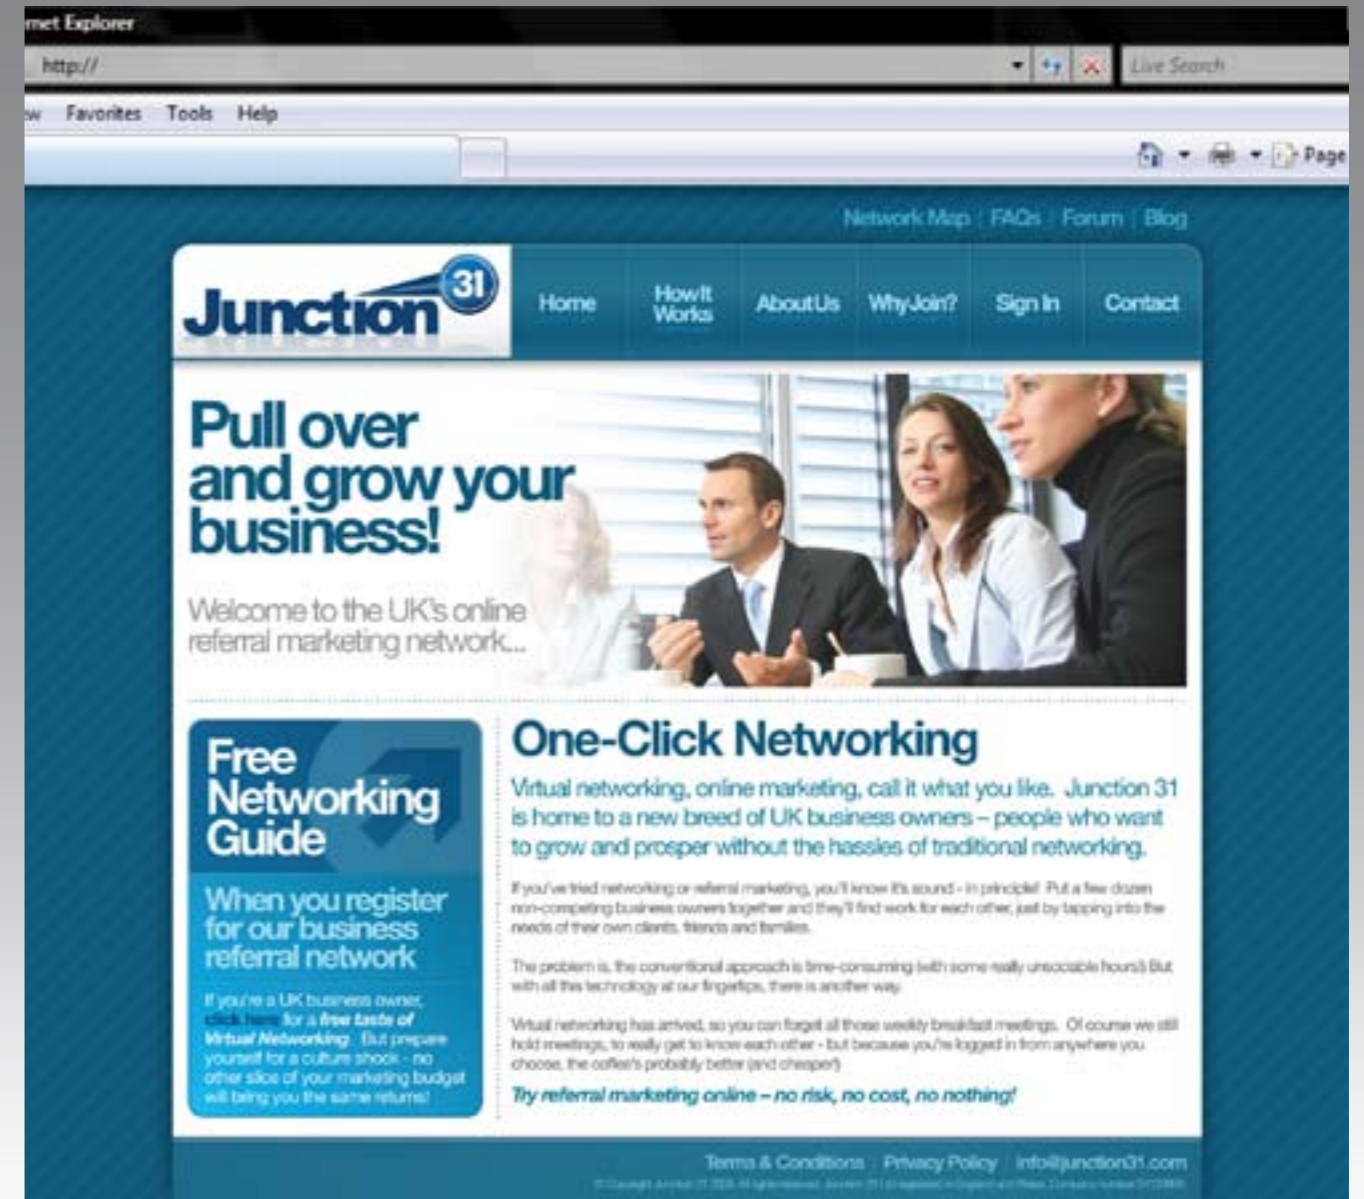 rnet Explorer
http://
Live Search
w Favorites Tools Help
Page
Network Map | FAQs | Forum | Blog
Junction 31
Home
How It
Works
About Us
Why Join?
Sign In
Contact
Pull over
and grow your
business!
Welcome to the UK's online
referral marketing network...
Free
Networking
Guide
When you register
for our business
referral network
If you're a UK business owner,
click here for a free taste of
Virtual Networking. But prepare
yourself for a culture shock - no
other slice of your marketing budget
will bring you the same returns!
One-Click Networking
Virtual networking, online marketing, call it what you like. Junction 31
is home to a new breed of UK business owners – people who want
to grow and prosper without the hassles of traditional networking.
If you've tried networking or referral marketing, you'll know it's sound - in principle! Put a few dozen
non-competing business owners together and they'll find work for each other, just by tapping into the
needs of their own clients, friends and families.
The problem is, the conventional approach is time-consuming (with some really unsociable hours!) But
with all this technology at our fingertips, there is another way.
Virtual networking has arrived, so you can forget all those weekly breakfast meetings. Of course we still
hold meetings, to really get to know each other - but because you're logged in from anywhere you
choose, the coffee's probably better (and cheaper!)
Try referral marketing online – no risk, no cost, no nothing!
Terms & Conditions | Privacy Policy | info@junction31.com